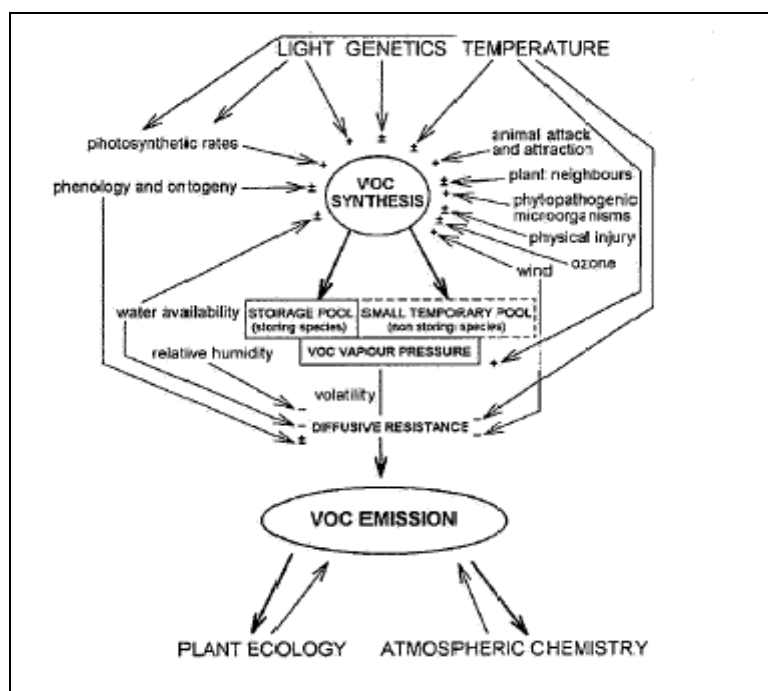 LIGHT GENETICS TEMPERATURE
photosynthetic rates
animal attack
and attraction
phenology and ontogeny
VOC
SYNTHESIS
plant neighbours
phytopathogenic
microorganisms
physical injury
ozone
wind
water availability
STOIRAGE POOL
(storing species)
SMALL TEMPORARY POOL
(non storing species)
relative humidity
VOC VAPOUR PRESSURE
volatility
DIFFUSIVE RESISTANCE
VOC EMISSION
PLANT ECOLOGY
ATMOSPHERIC CHEMISTRY